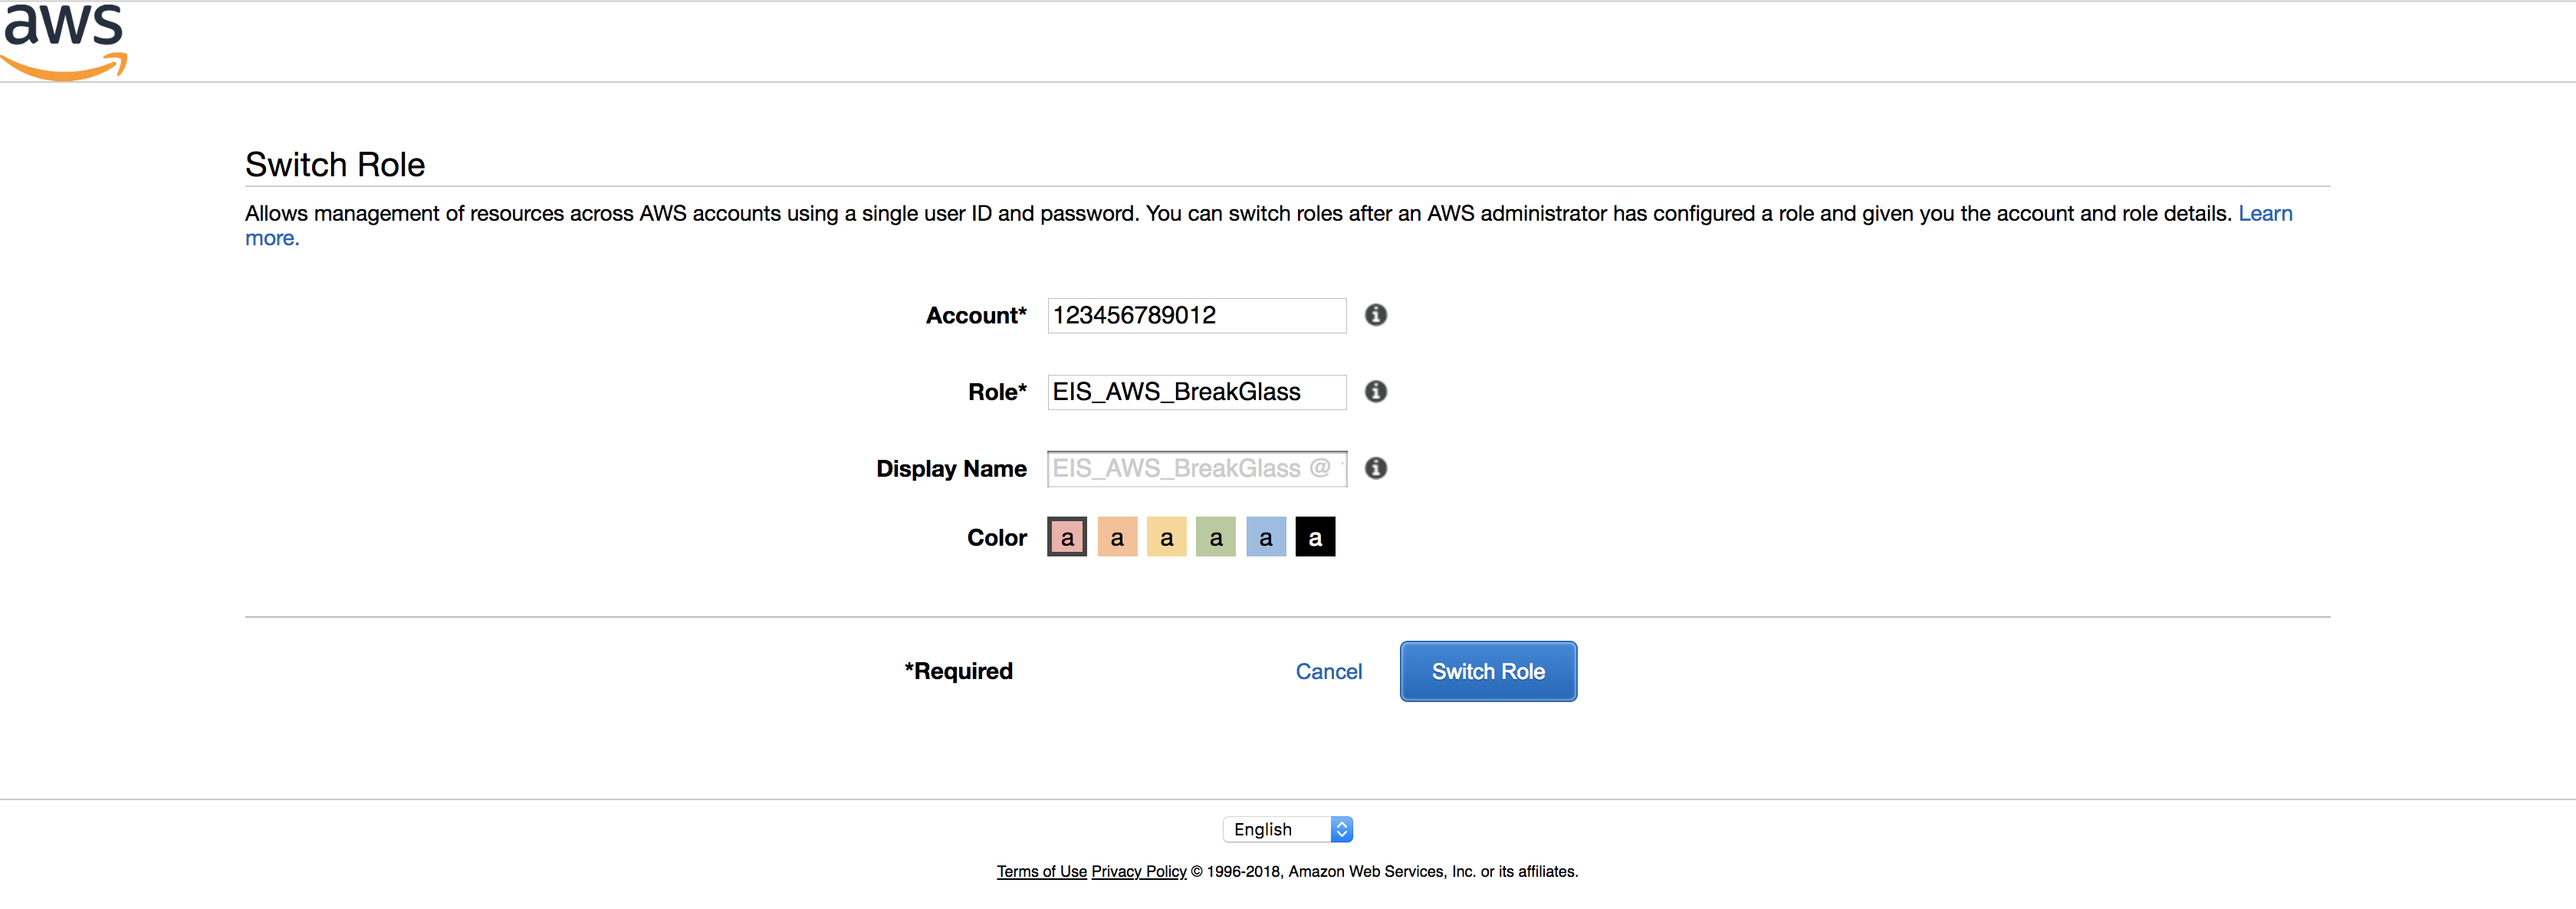 aws
Switch Role
Allows management of resources across AWS accounts using a single user ID and password. You can switch roles after an AWS administrator has configured a role and given you the account and role details. Learn
more.
Account* 123456789012
Role* EIS_AWS_BreakGlass
Display Name EIS_AWS_BreakGlass @
Color a a a a a a
*Required Cancel Switch Role
English
Terms of Use Privacy Policy © 1996-2018, Amazon Web Services, Inc. or its affiliates.